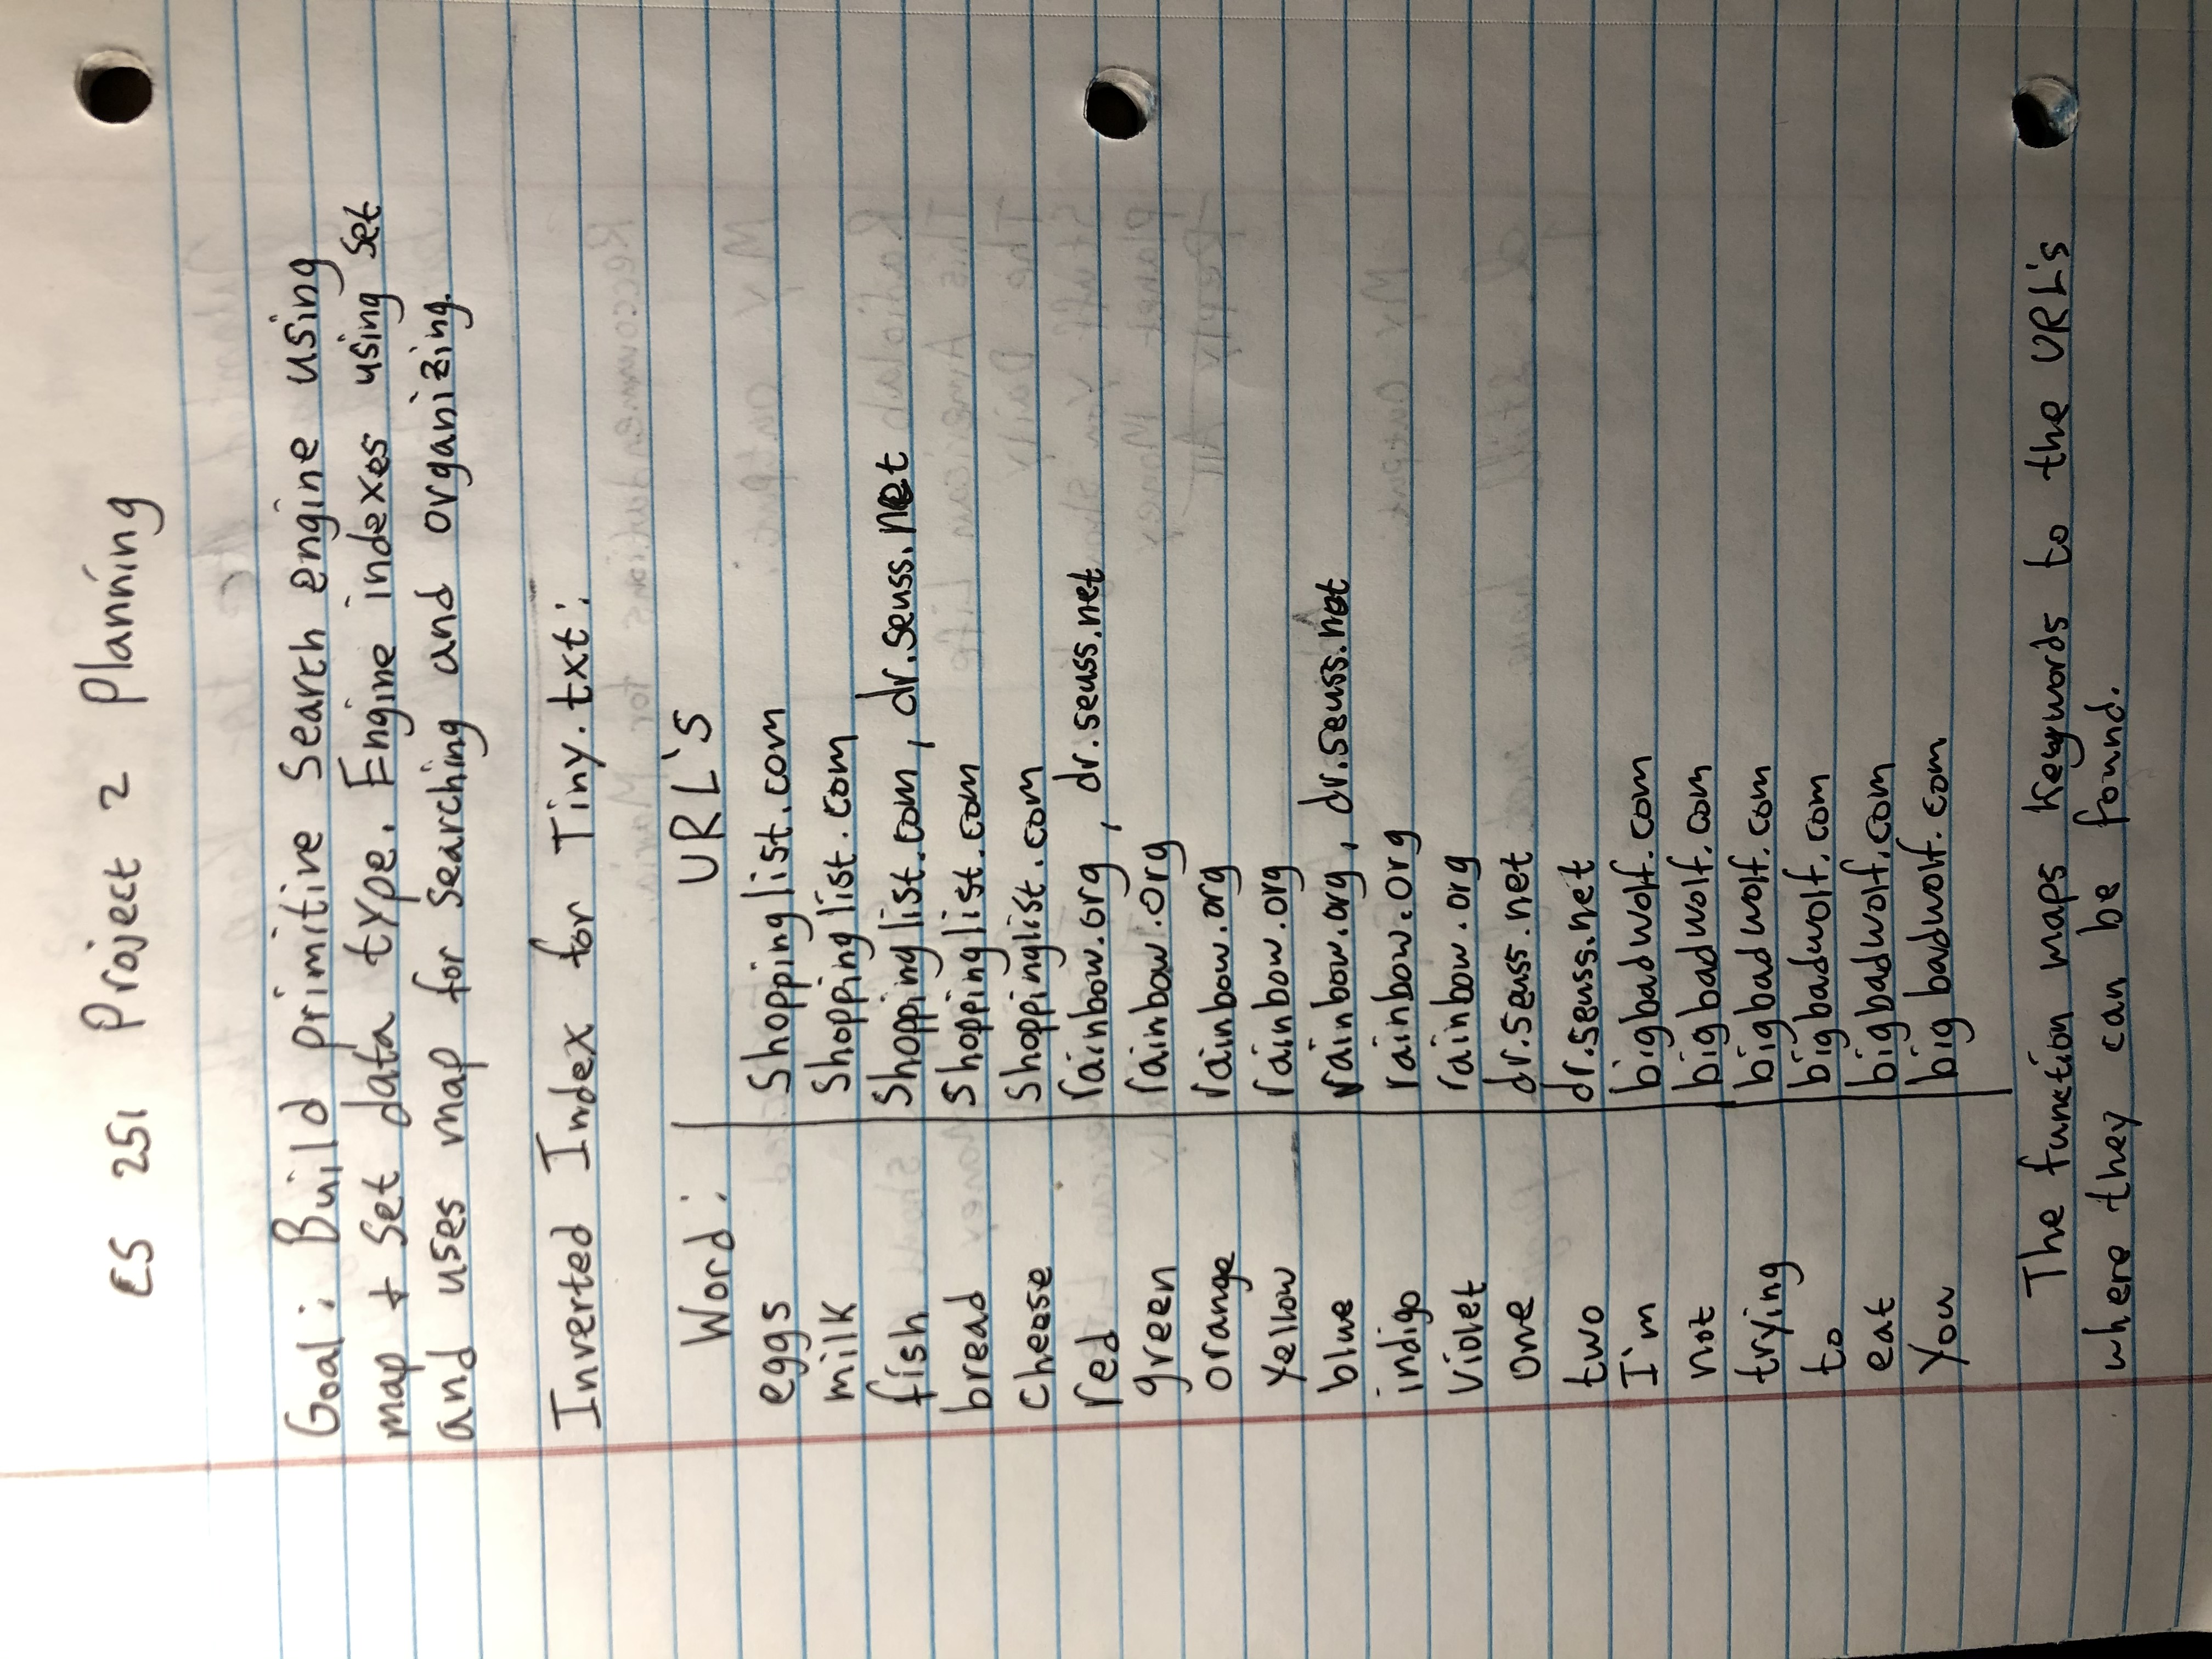 CS 251 Project 2 Planning
Goal: Build primitive Search engine using
map + Set data type. Engine indexes using set
and uses map for searching and organizing.
Inverted Index for Tiny.txt:
Word: URL's
eggs Shoppinglist.com
milk Shoppinglist.com
fish Shoppinglist.com, dr.seuss.net
bread Shoppinglist.com
Cheese Shoppinglist.com
red rainbow.org, dr.seuss.net
green rainbow.org
orange rainbow.org
yellow rainbow.org
blue rainbow.org, dr.seuss.net
indigo rainbow.org
violet rainbow.org
one dr.seuss.net
two dr.seuss.net
I'm bigbadwolf.com
not bigbadwolf.com
trying bigbadwolf.com
to bigbadwolf.com
eat bigbadwolf.com
You bigbadwolf.com
The function maps keywords to the URL's
where they can be found.